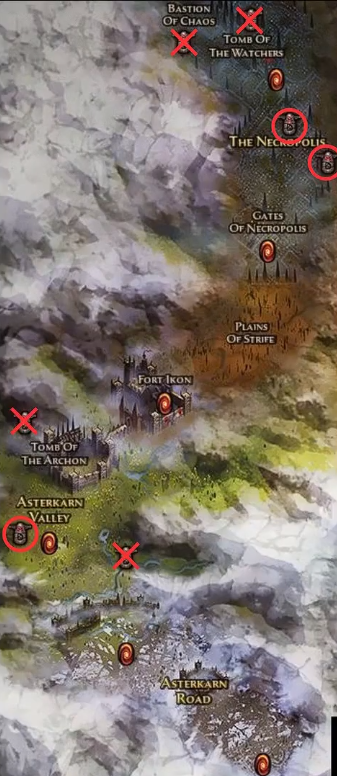 BASTION
OF CHAOS
TOMB OF
THE WATCHERS
THE NECROPOLIS
GATES
OF NECROPOLIS
PLAINS
OF STRIFE
FORT IKON
TOMB OF
THE ARCHON
ASTERKARN
VALLEY
ASTERKARN
ROAD